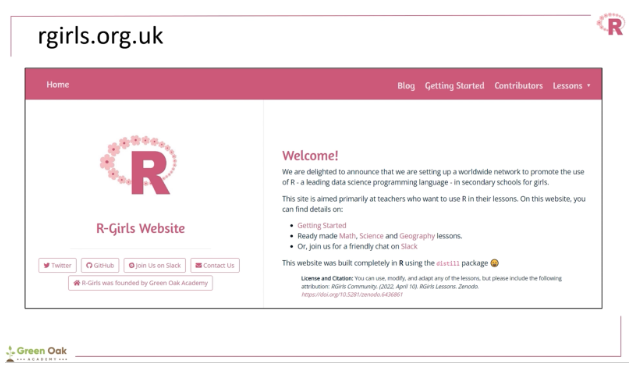 rgirls.org.uk
R
Home
Blog Getting Started Contributors Lessons
R
R-Girls Website
Twitter GitHub Join Us on Slack Contact Us
R-Girls was founded by Green Oak Academy
Welcome!
We are delighted to announce that we are setting up a worldwide network to promote the use
of R - a leading data science programming language - in secondary schools for girls.
This site is aimed primarily at teachers who want to use R in their lessons. On this website, you
can find details on:
• Getting Started
• Ready made Math, Science and Geography lessons.
• Or, join us for a friendly chat on Slack
This website was built completely in R using the distill package
License and Citation: You can use, modify, and adapt any of the lessons, but please include the following
attribution: RGirls Community. (2022, April 10). RGirls Lessons. Zenodo.
https://doi.org/10.5281/zenodo.6436861
Green Oak
ACADEMY